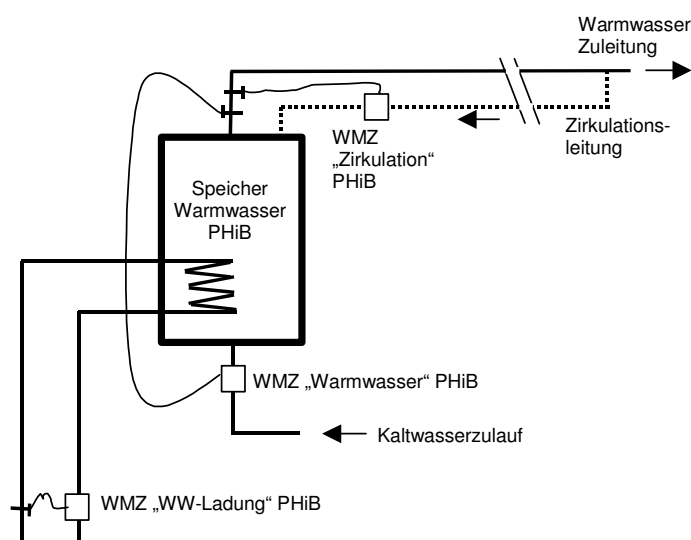 Warmwasser
Zuleitung
WMZ
„Zirkulation“
PHiB
Zirkulations-
leitung
Speicher
Warmwasser
PHiB
WMZ „Warmwasser“ PHiB
Kaltwasserzulauf
WMZ „WW-Ladung“ PHiB